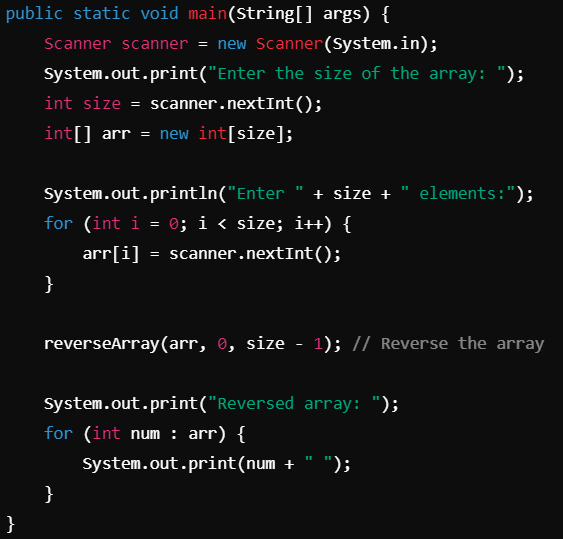 public static void main(String[] args) {
    Scanner scanner = new Scanner(System.in);
    System.out.print("Enter the size of the array: ");
    int size = scanner.nextInt();
    int[] arr = new int[size];

    System.out.println("Enter " + size + " elements:");
    for (int i = 0; i < size; i++) {
        arr[i] = scanner.nextInt();
    }

    reverseArray(arr, 0, size - 1); // Reverse the array

    System.out.print("Reversed array: ");
    for (int num : arr) {
        System.out.print(num + " ");
    }
}